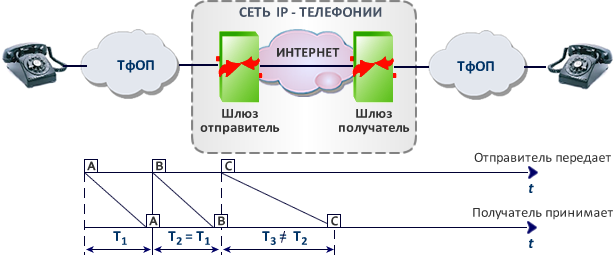 СЕТЬ IP - ТЕЛЕФОНИИ
ТфОП
ИНТЕРНЕТ
ТфОП
Шлюз
отправитель
Шлюз
получатель
Отправитель передает
A
B
C
t
Получатель принимает
A
B
C
t
T1
T2 = T1
T3 ≠ T2